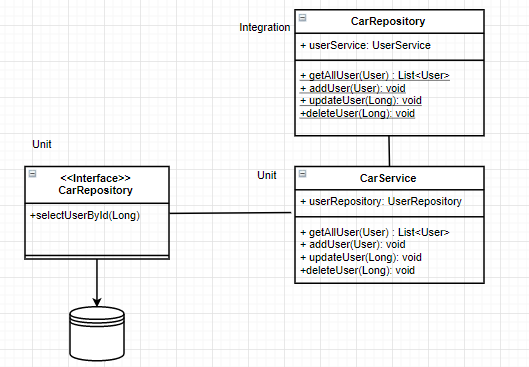 Integration
CarRepository
+ userService: UserService
+ getAllUser(User) : List<User>
+ addUser(User): void
+ updateUser(Long): void
+deleteUser(Long): void
Unit
<<Interface>>
CarRepository
+selectUserById(Long)
Unit
CarService
+ userRepository: UserRepository
+ getAllUser(User) : List<User>
+ addUser(User): void
+ updateUser(Long): void
+deleteUser(Long): void